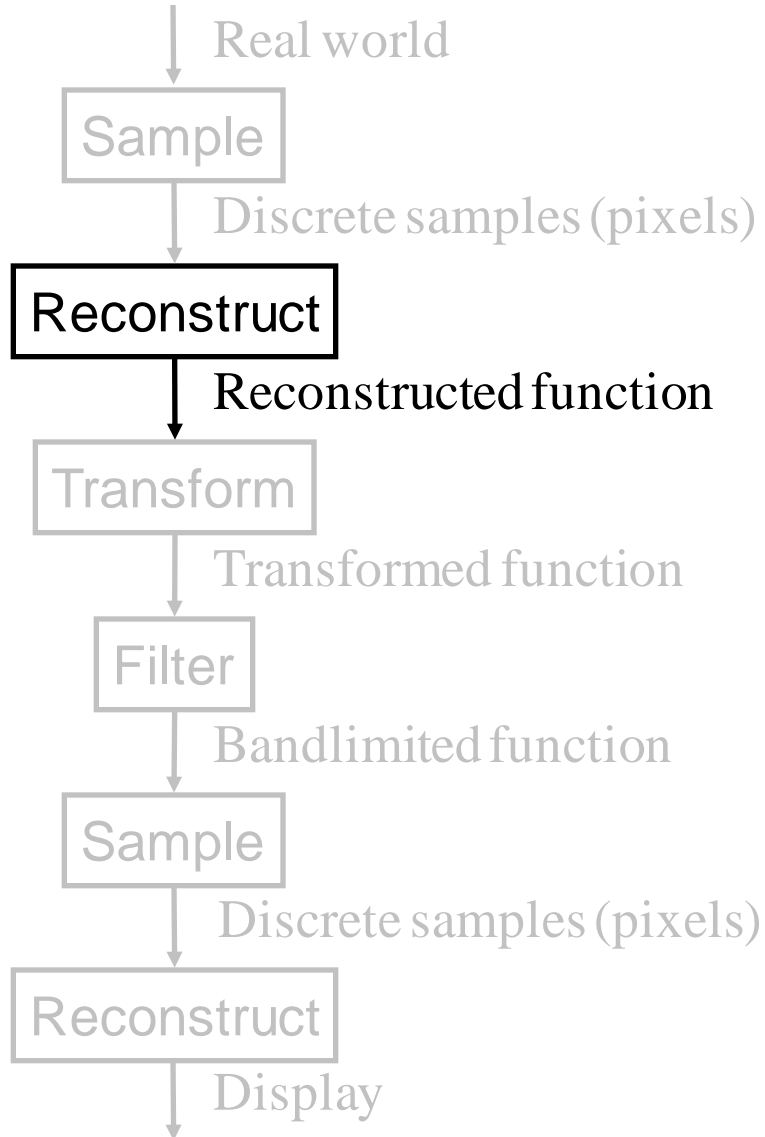 Real world
Sample
Discrete samples (pixels)
Reconstruct
Reconstructed function
Transform
Transformed function
Filter
Bandlimited function
Sample
Discrete samples (pixels)
Reconstruct
Display